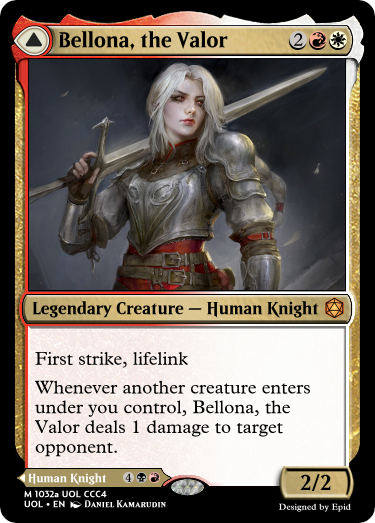 Bellona, the Valor 2
Legendary Creature — Human Knight
First strike, lifelink
Whenever another creature enters
under you control, Bellona, the
Valor deals 1 damage to target
opponent.
Human Knight 4
2/2
M 1032a UOL CCC4
UOL • EN Daniel Kamarudin
Designed by Epid